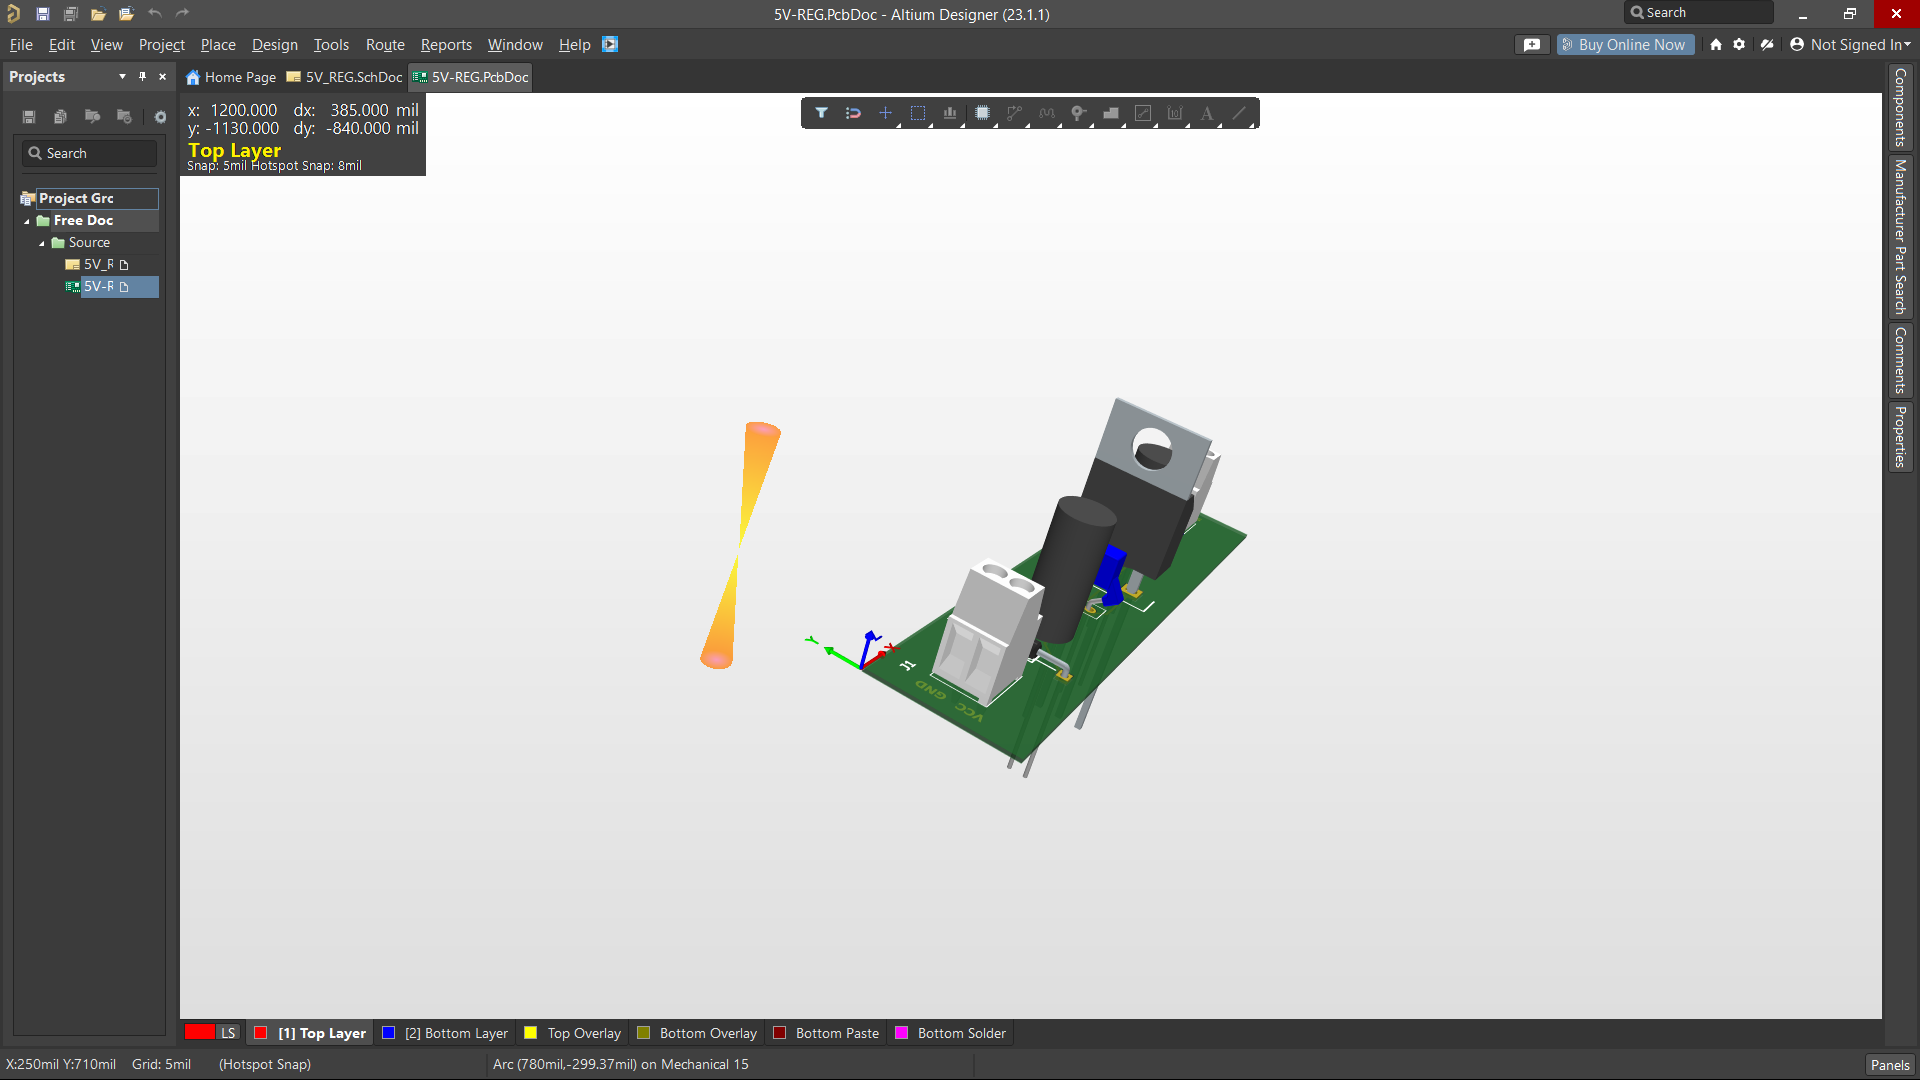 5V-REG.PcbDoc - Altium Designer (23.1.1)
Search
File Edit View Project Place Design Tools Route Reports Window Help
Buy Online Now
Not Signed In
Projects
Home Page
5V_REG.SchDoc
5V-REG.PcbDoc
x: 1200.000 dx: 385.000 mil
y: -1130.000 dy: -840.000 mil
Top Layer
Snap: 5mil Hotspot Snap: 8mil
Search
Project Grc
Free Doc
Source
5V_R
5V-R
Components
Manufacturer Part Search
Comments
Properties
Y
X
J1
GND
VCC
LS
[1] Top Layer
[2] Bottom Layer
Top Overlay
Bottom Overlay
Bottom Paste
Bottom Solder
X:250mil Y:710mil Grid: 5mil (Hotspot Snap)
Arc (780mil,-299.37mil) on Mechanical 15
Panels